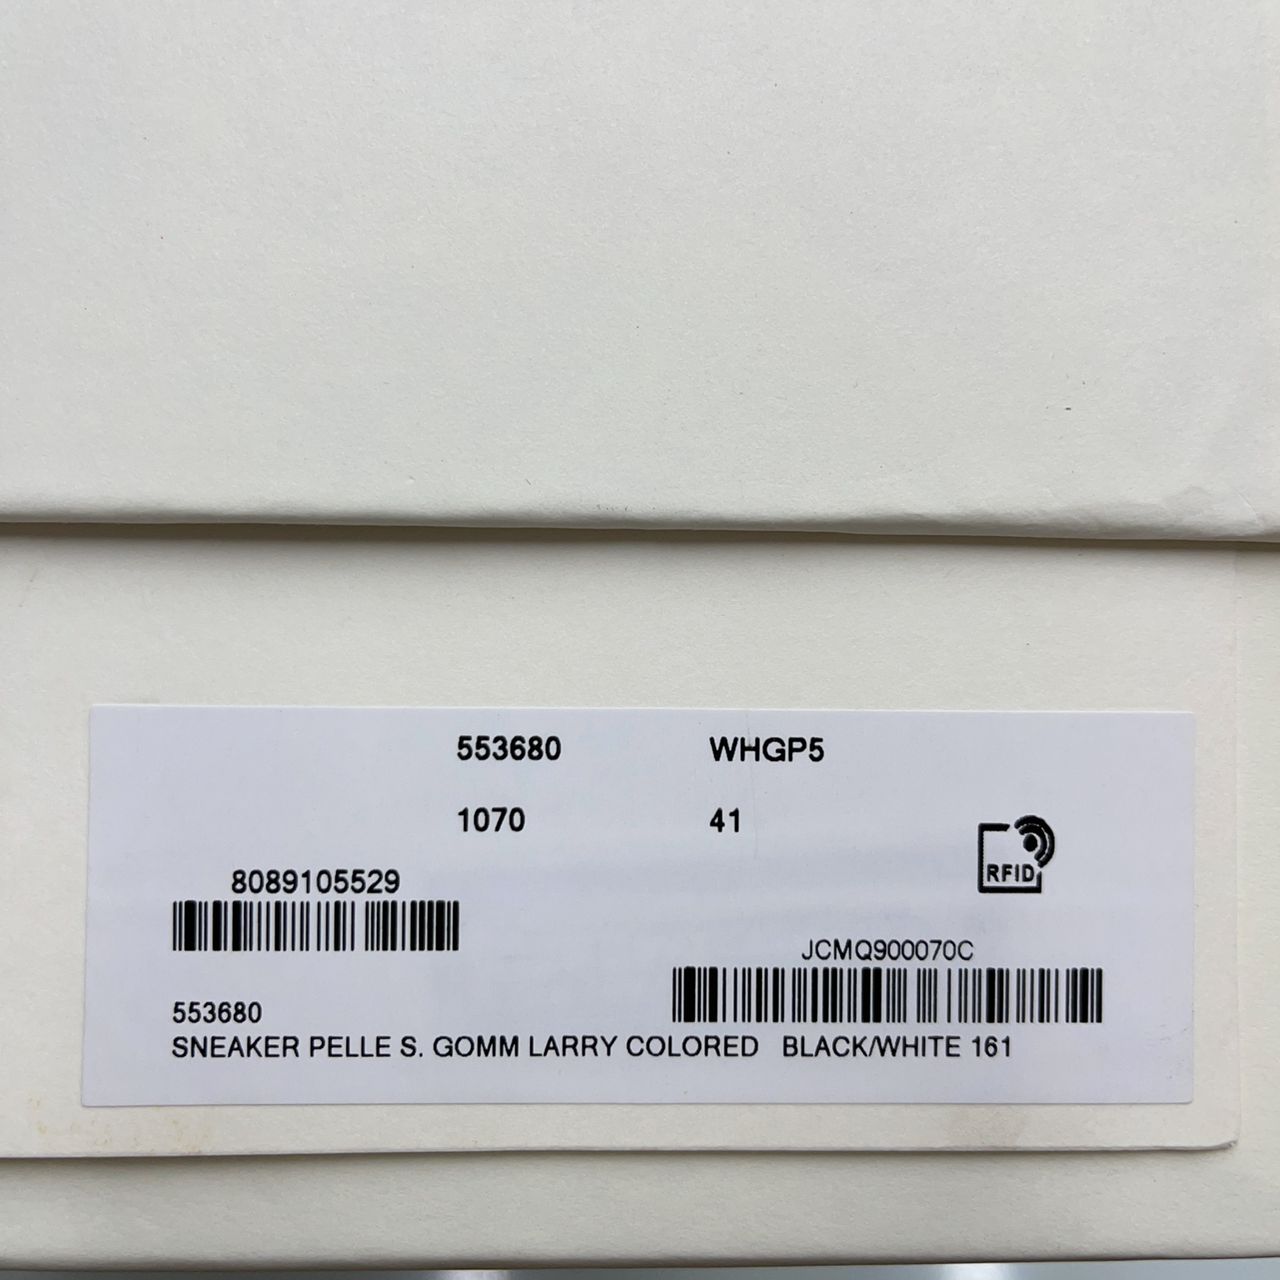 553680 WHGP5
1070 41
RFID
8089105529
JCMQ900070C
553680
SNEAKER PELLE S. GOMM LARRY COLORED BLACK/WHITE 161